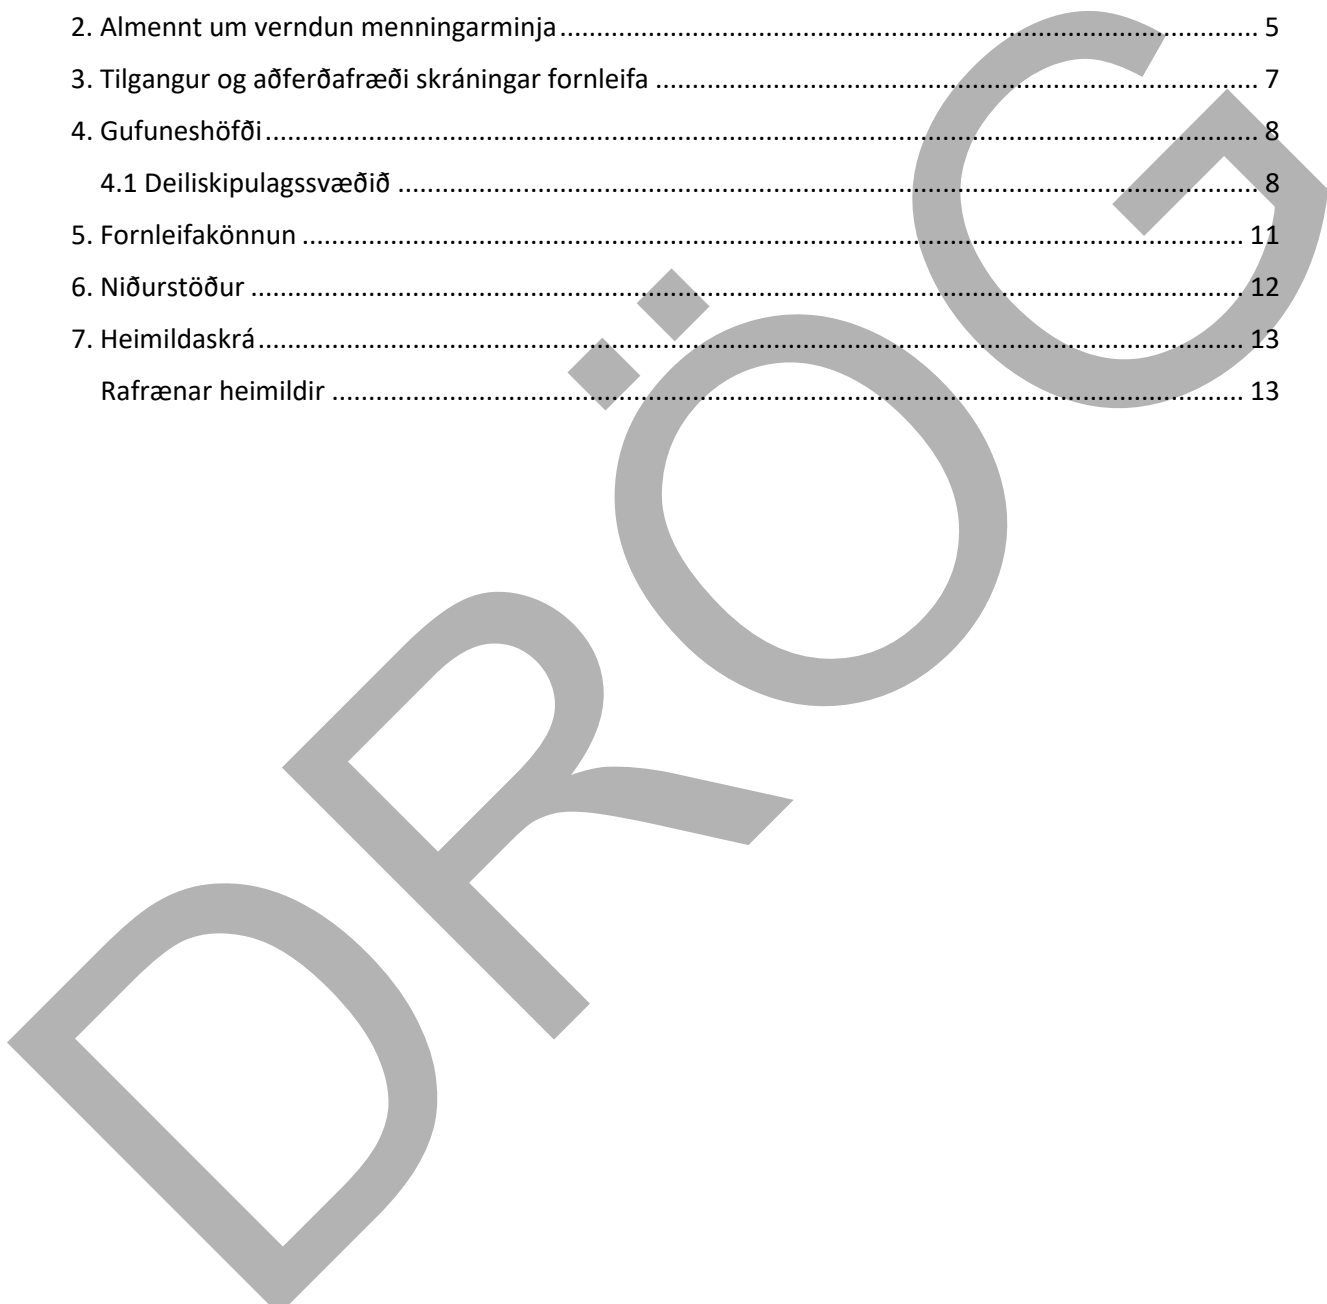 2. Almennt um verndun menningarminja ........ 5
3. Tilgangur og aðferðafræði skráningar fornleifa ........ 7
4. Gufuneshöfði ........ 8
4.1 Deiliskipulagssvæðið ........ 8
5. Fornleifakönnun ........ 11
6. Niðurstöður ........ 12
7. Heimildaskrá ........ 13
Rafrænar heimildir ........ 13
DRÖG